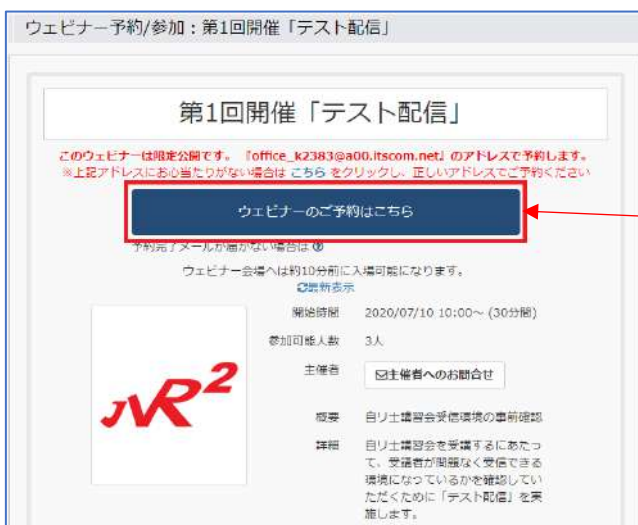 ウェビナー予約/参加:第1回開催「テスト配信」
第1回開催「テスト配信」
このウェビナーは限定公開です。 「office_k2383@a00.itscom.net」のアドレスで予約します。
※上記アドレスにお心当たりがない場合は こちら をクリックし、正しいアドレスでご予約ください
ウェビナーのご予約はこちら
予約完了メールが届かない場合は
ウェビナー会場へは約10分前に入場可能になります。
最新表示
開始時間 2020/07/10 10:00~ (30分間)
参加可能人数 3人
主催者 主催者へのお問合せ
JVR2
概要 自リ士講習会受信環境の事前確認
詳細 自リ士講習会を受講するにあたっ
て、受講者が問題なく受信できる
環境になっているかを確認してい
ただくために「テスト配信」を実
施します。